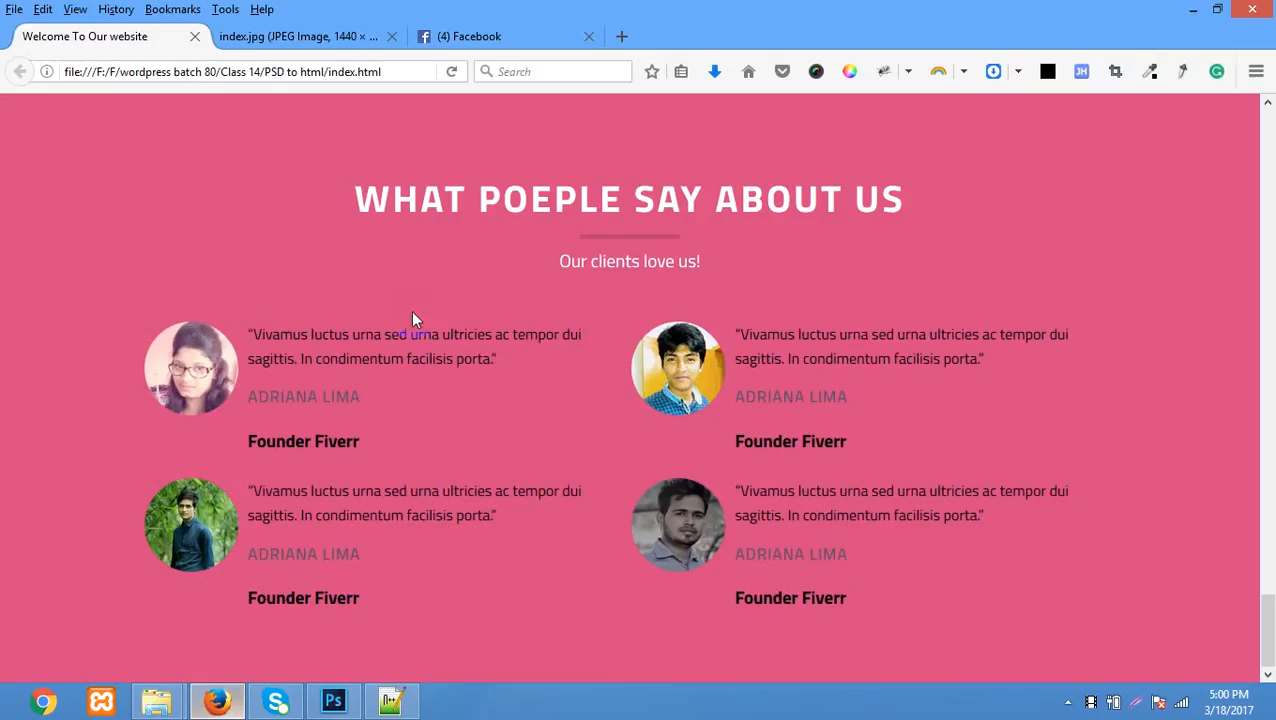 File Edit View History Bookmarks Tools Help
Welcome To Our website
index.jpg (JPEG Image, 1440 × ...
(4) Facebook
file:///F:/F/wordpress batch 80/Class 14/PSD to html/index.html
Search
JH
WHAT POEPLE SAY ABOUT US
Our clients love us!
“Vivamus luctus urna sed urna ultricies ac tempor dui
sagittis. In condimentum facilisis porta.”
ADRIANA LIMA
Founder Fiverr
“Vivamus luctus urna sed urna ultricies ac tempor dui
sagittis. In condimentum facilisis porta.”
ADRIANA LIMA
Founder Fiverr
“Vivamus luctus urna sed urna ultricies ac tempor dui
sagittis. In condimentum facilisis porta.”
ADRIANA LIMA
Founder Fiverr
“Vivamus luctus urna sed urna ultricies ac tempor dui
sagittis. In condimentum facilisis porta.”
ADRIANA LIMA
Founder Fiverr
Ps
5:00 PM
3/18/2017